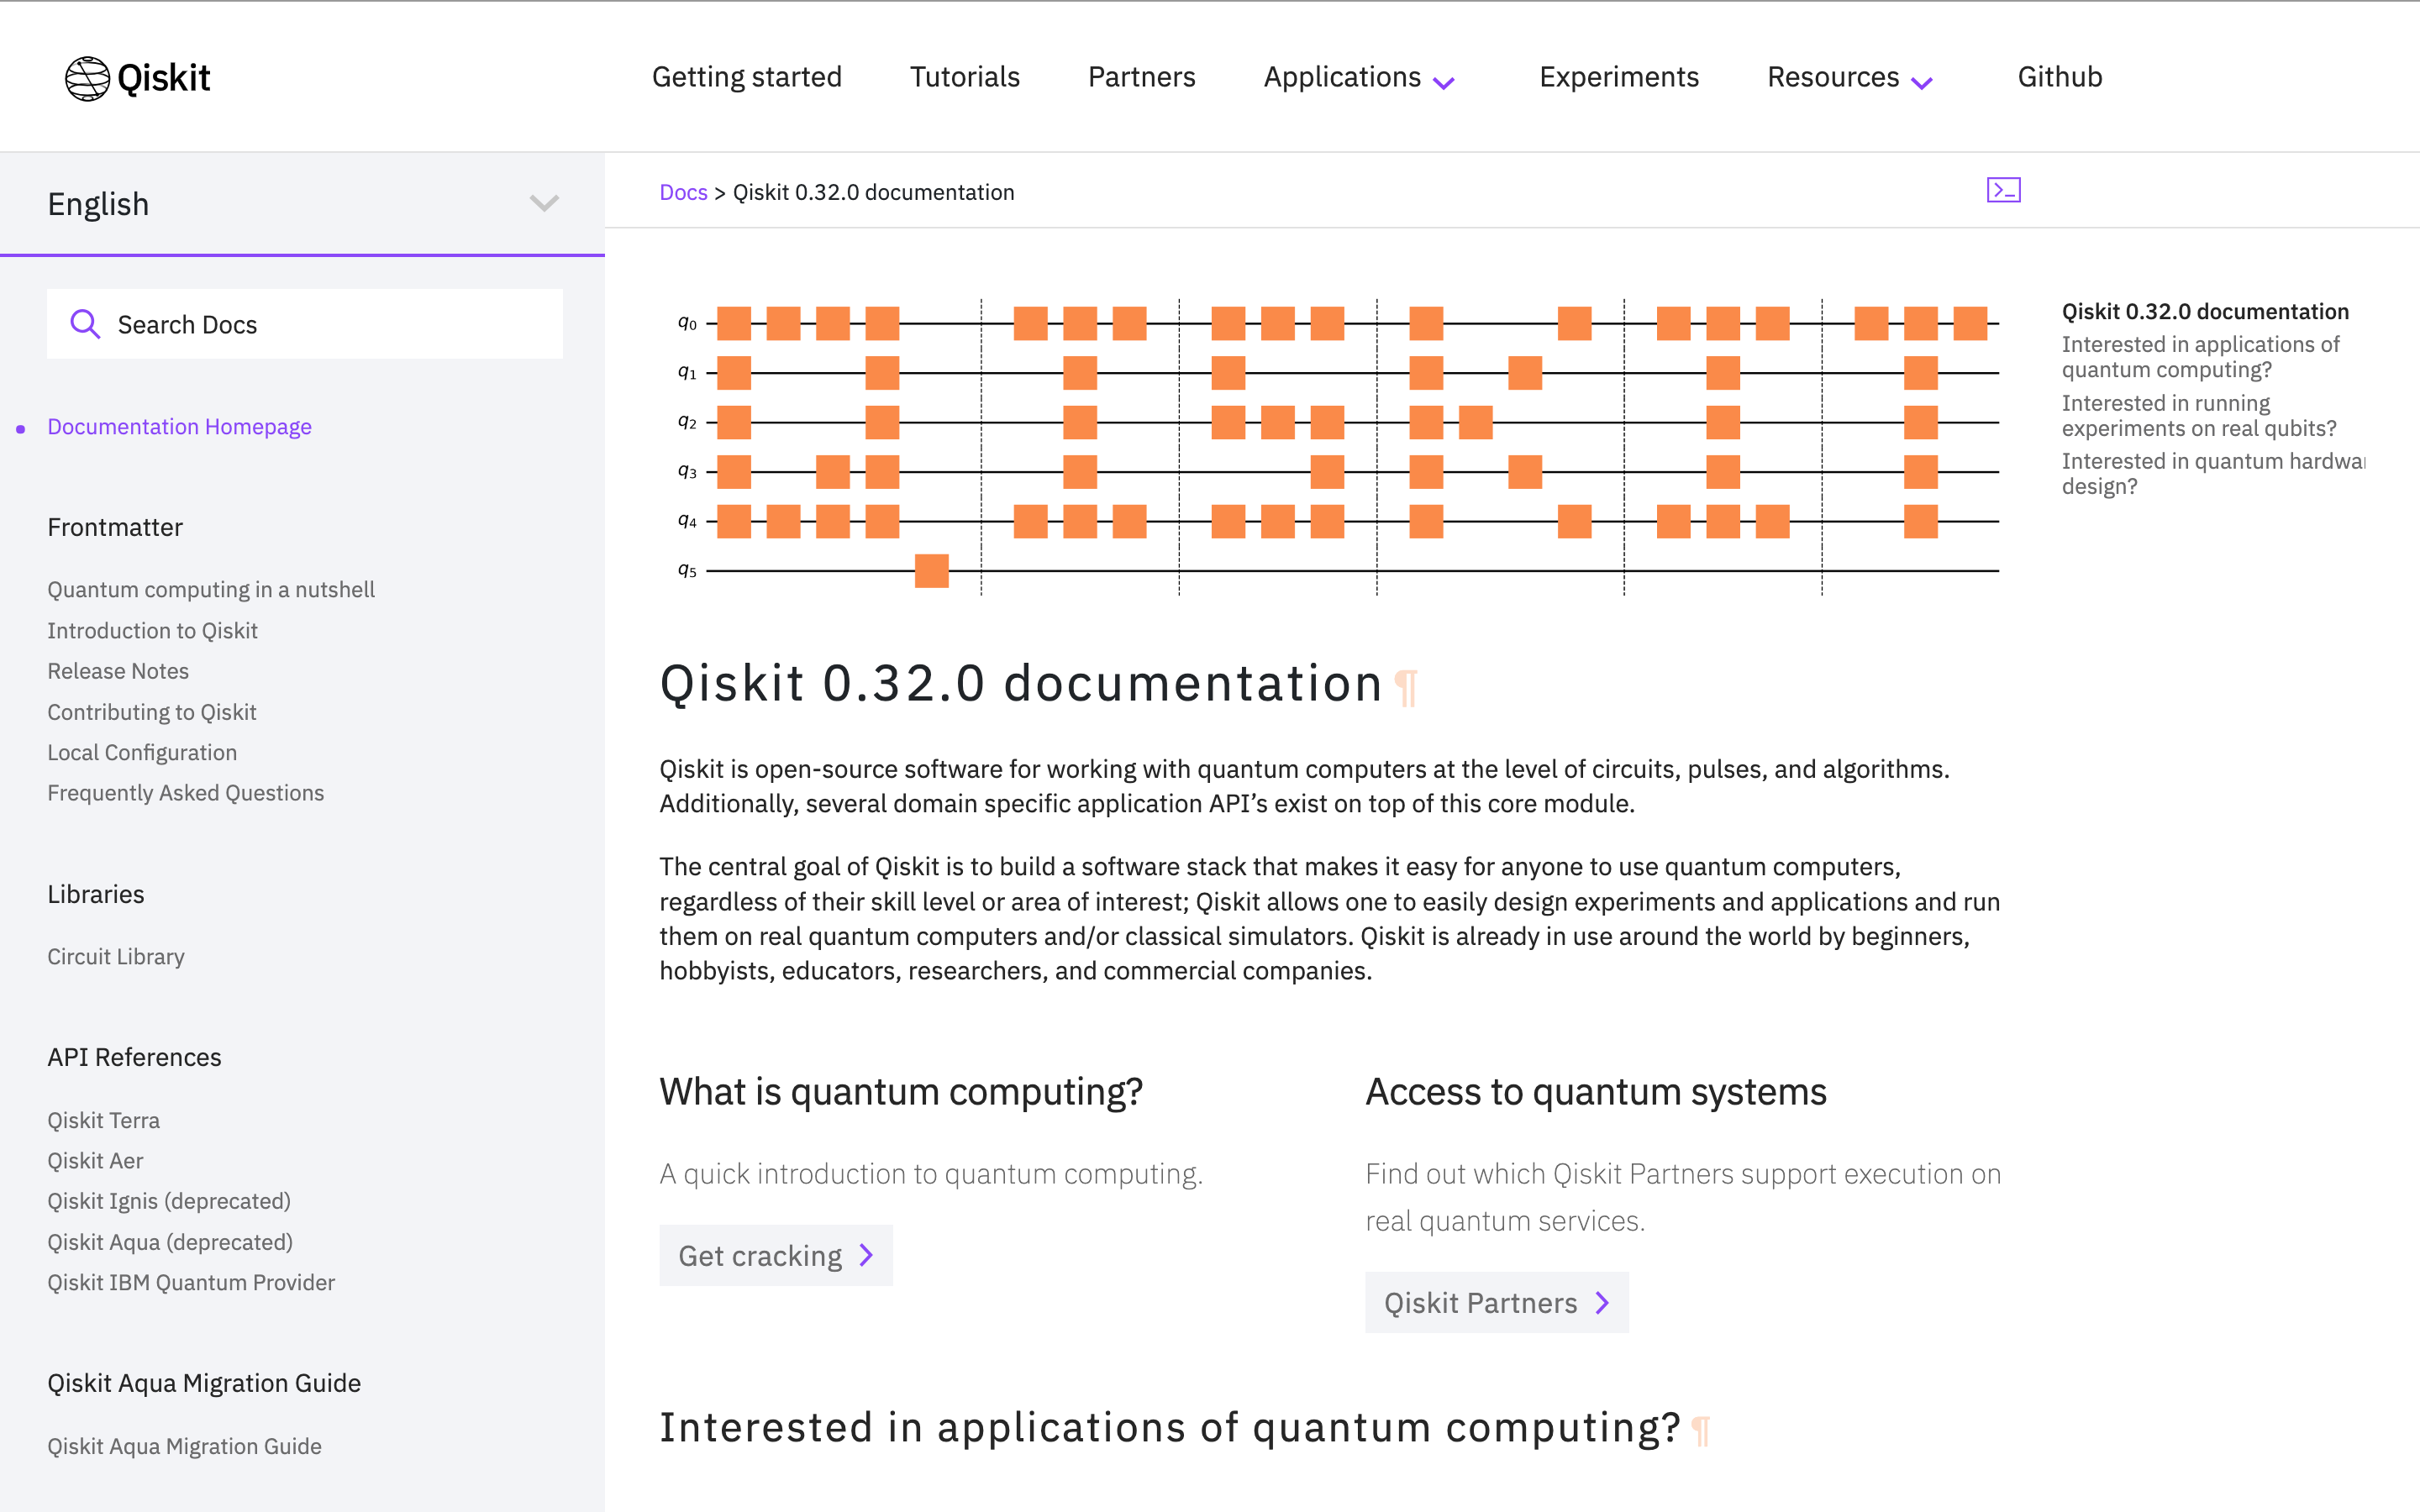 Qiskit
Getting started
Tutorials
Partners
Applications
Experiments
Resources
Github
English
Search Docs
Documentation Homepage
Frontmatter
Quantum computing in a nutshell
Introduction to Qiskit
Release Notes
Contributing to Qiskit
Local Configuration
Frequently Asked Questions
Libraries
Circuit Library
API References
Qiskit Terra
Qiskit Aer
Qiskit Ignis (deprecated)
Qiskit Aqua (deprecated)
Qiskit IBM Quantum Provider
Qiskit Aqua Migration Guide
Qiskit Aqua Migration Guide
Docs > Qiskit 0.32.0 documentation
q0
q1
q2
q3
q4
q5
Qiskit 0.32.0 documentation ¶
Qiskit is open-source software for working with quantum computers at the level of circuits, pulses, and algorithms.
Additionally, several domain specific application API’s exist on top of this core module.
The central goal of Qiskit is to build a software stack that makes it easy for anyone to use quantum computers,
regardless of their skill level or area of interest; Qiskit allows one to easily design experiments and applications and run
them on real quantum computers and/or classical simulators. Qiskit is already in use around the world by beginners,
hobbyists, educators, researchers, and commercial companies.
What is quantum computing?
A quick introduction to quantum computing.
Get cracking
Access to quantum systems
Find out which Qiskit Partners support execution on
real quantum services.
Qiskit Partners
Interested in applications of quantum computing? ¶
Qiskit 0.32.0 documentation
Interested in applications of
quantum computing?
Interested in running
experiments on real qubits?
Interested in quantum hardwa
design?